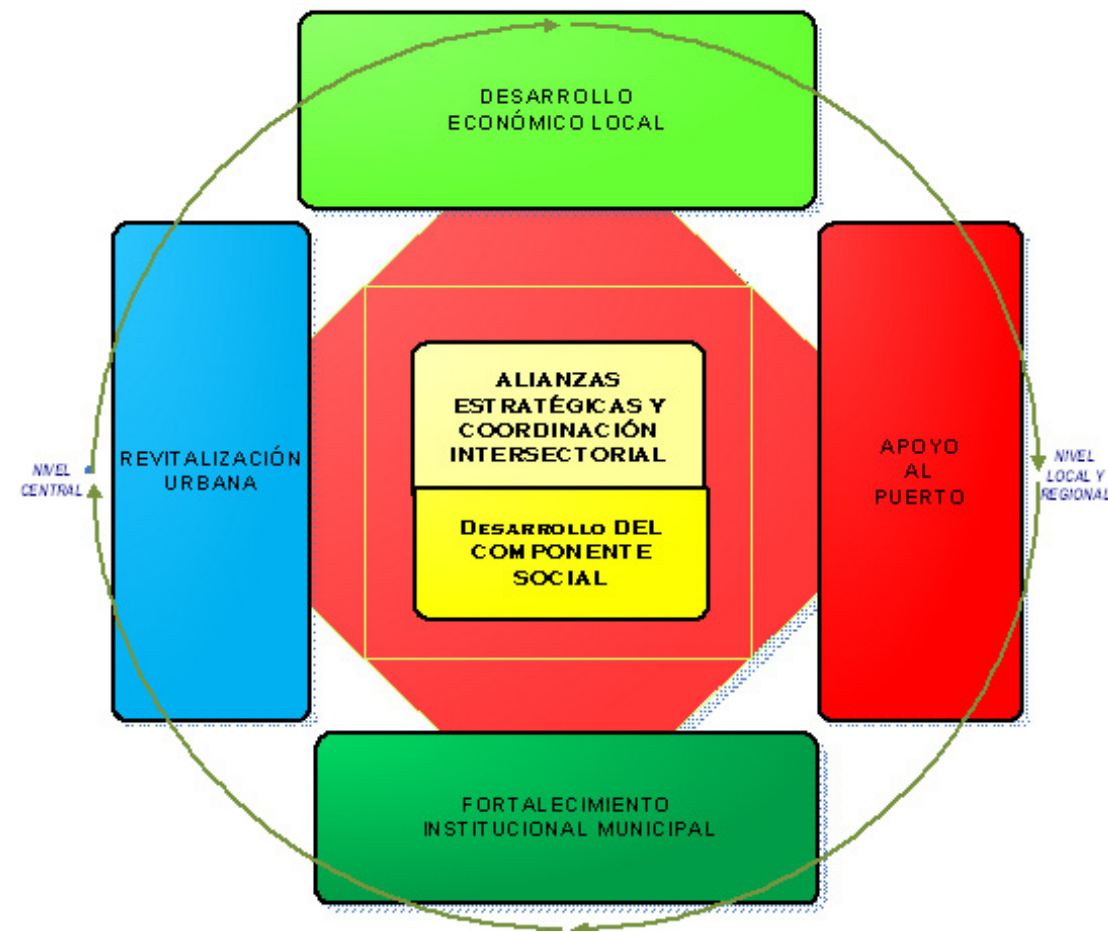 DESARROLLO
ECONÓMICO LOCAL
REVITALIZACIÓN
URBANA
NIVEL
CENTRAL
ALIANZAS
ESTRATÉGICAS Y
COORDINACIÓN
INTERSECTORIAL
DESARROLLO DEL
COMPONENTE
SOCIAL
APOYO
AL
PUERTO
NIVEL
LOCAL Y
REGIONAL
FORTALECIMIENTO
INSTITUCIONAL MUNICIPAL